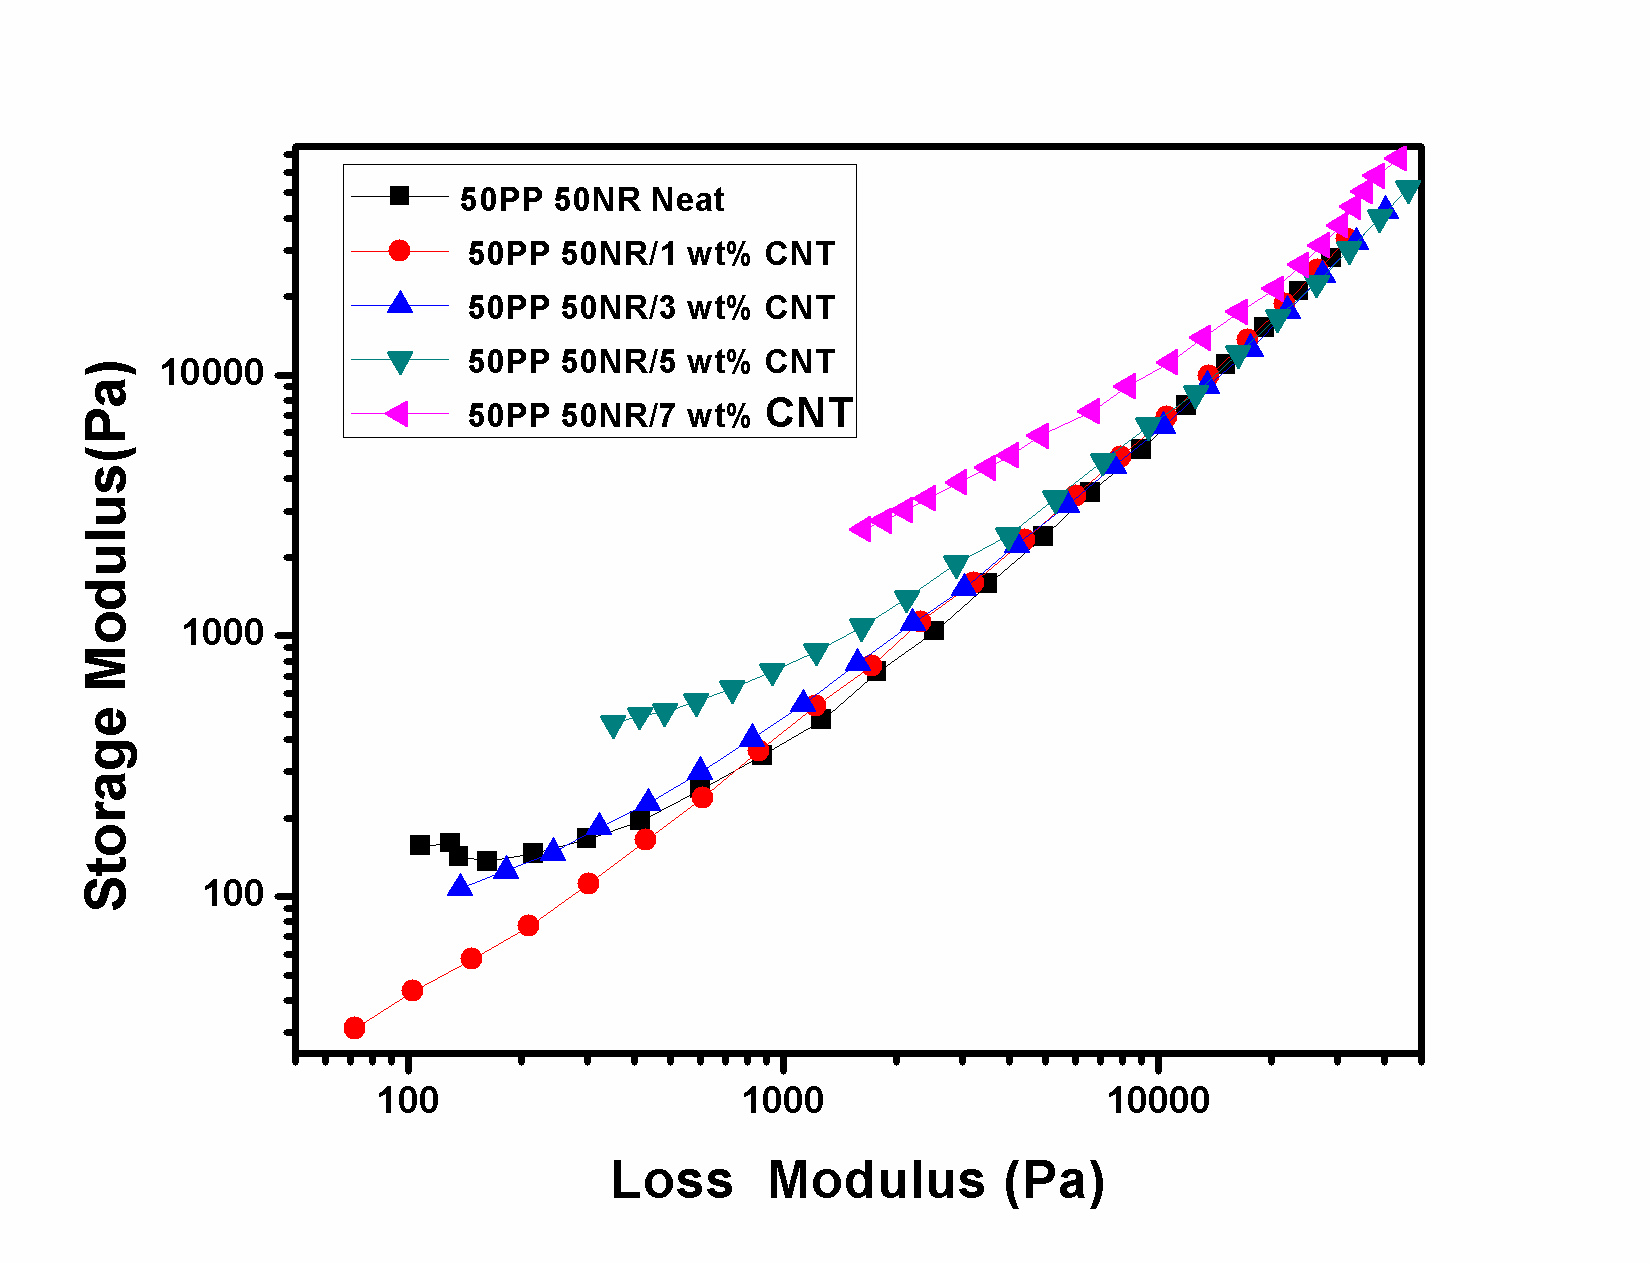 50PP 50NR Neat
50PP 50NR/1 wt% CNT
50PP 50NR/3 wt% CNT
50PP 50NR/5 wt% CNT
50PP 50NR/7 wt% CNT
Storage Modulus(Pa)
10000
1000
100
100 1000 10000
Loss Modulus (Pa)